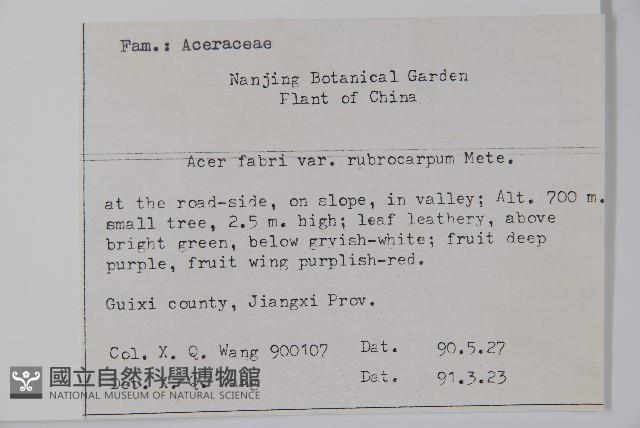 Fam.: Aceraceae
Nanjing Botanical Garden
Plant of China
Acer fabri var. rubrocarpum Mete.
at the road-side, on slope, in valley; Alt. 700 m.
small tree, 2.5 m. high; leaf leathery, above
bright green, below gryish-white; fruit deep
purple, fruit wing purplish-red.
Guixi county, Jiangxi Prov.
Col. X. Q. Wang 900107 Dat. 90.5.27
Det. X. Q. Wang Dat. 91.3.23
國立自然科學博物館
NATIONAL MUSEUM OF NATURAL SCIENCE